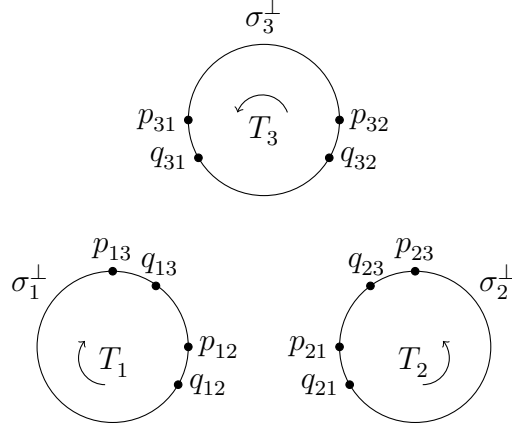 σ₃^⊥
p₃₁ T₃ p₃₂
q₃₁ q₃₂
p₁₃ q₁₃ q₂₃ p₂₃
σ₁^⊥ σ₂^⊥
T₁ p₁₂ p₂₁ T₂
q₁₂ q₂₁